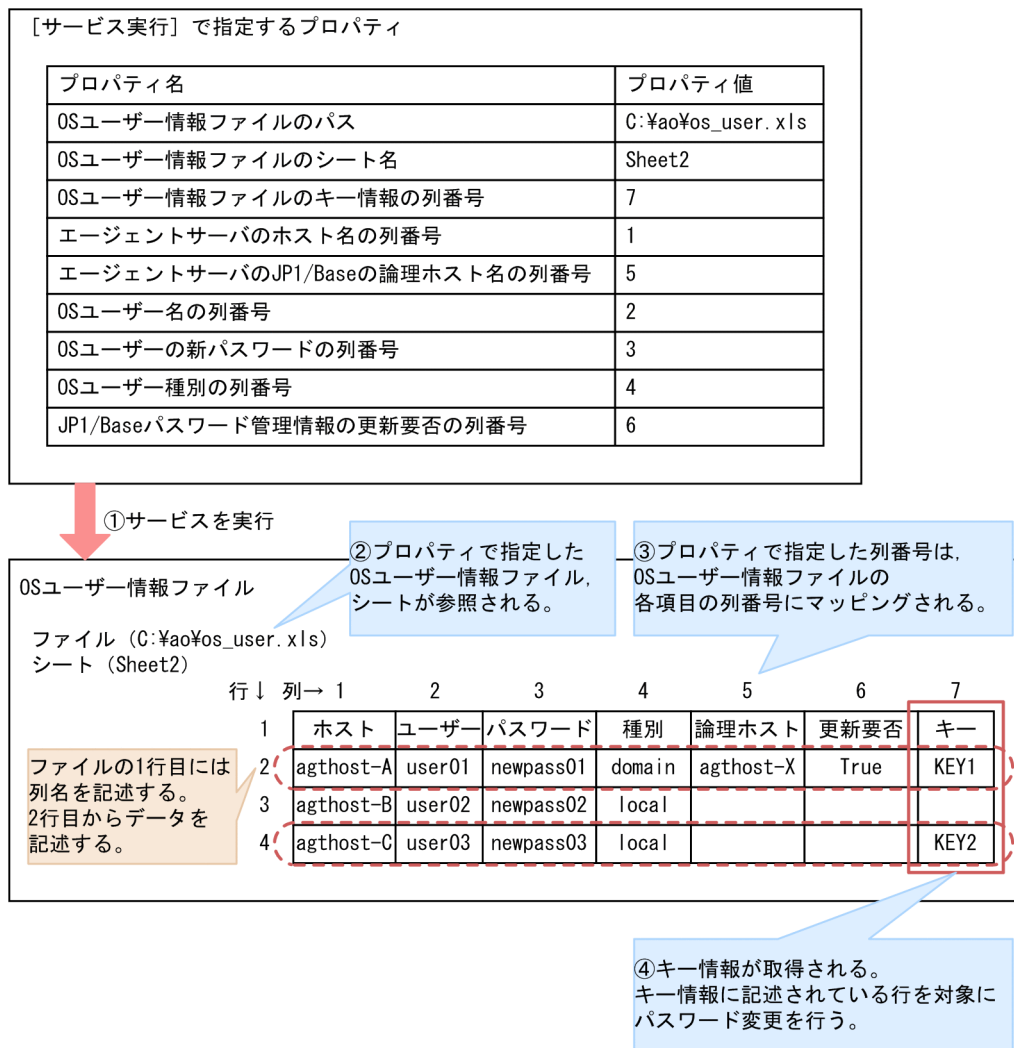 [サービス実行] で指定するプロパティ
プロパティ名 プロパティ値
OSユーザー情報ファイルのパス C:¥ao¥os_user.xls
OSユーザー情報ファイルのシート名 Sheet2
OSユーザー情報ファイルのキー情報の列番号 7
エージェントサーバのホスト名の列番号 1
エージェントサーバのJP1/Baseの論理ホスト名の列番号 5
OSユーザー名の列番号 2
OSユーザーの新パスワードの列番号 3
OSユーザー種別の列番号 4
JP1/Baseパスワード管理情報の更新要否の列番号 6
①サービスを実行
②プロパティで指定した
OSユーザー情報ファイル,
シートが参照される。
③プロパティで指定した列番号は,
OSユーザー情報ファイルの
各項目の列番号にマッピングされる。
OSユーザー情報ファイル
ファイル (C:¥ao¥os_user.xls)
シート (Sheet2)
行↓ 列→ 1 2 3 4 5 6 7
1 ホスト ユーザー パスワード 種別 論理ホスト 更新要否 キー
2 agthost-A user01 newpass01 domain agthost-X True KEY1
3 agthost-B user02 newpass02 local
4 agthost-C user03 newpass03 local KEY2
ファイルの1行目には
列名を記述する。
2行目からデータを
記述する。
④キー情報が取得される。
キー情報に記述されている行を対象に
パスワード変更を行う。